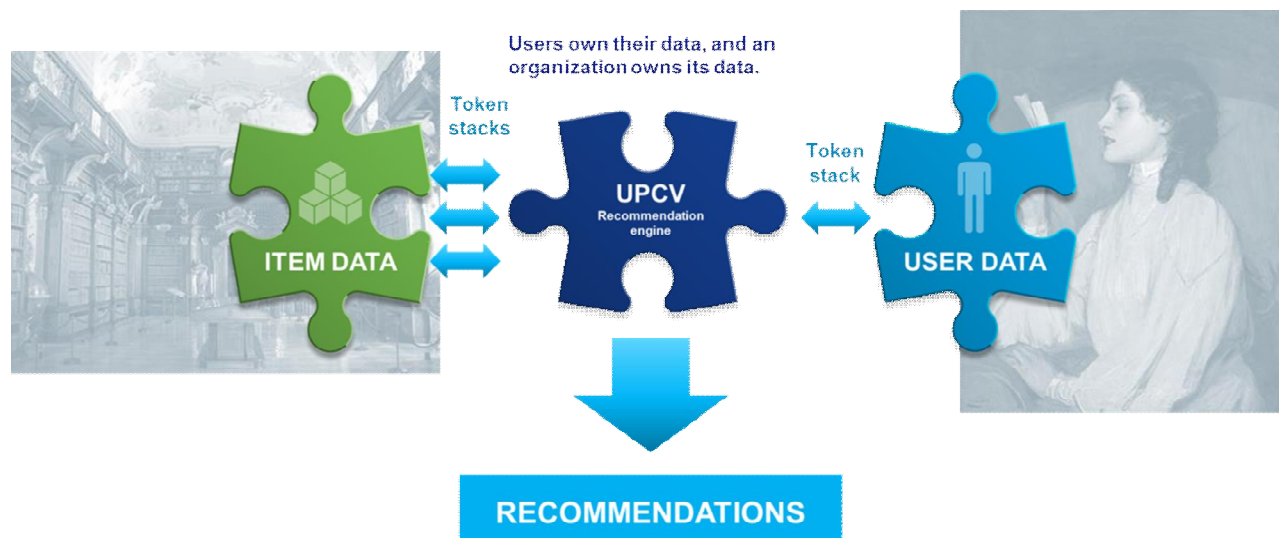 Users own their data, and an
organization owns its data.
Token
stacks
Token
stack
UPCV
Recommendation
engine
ITEM DATA
USER DATA
RECOMMENDATIONS